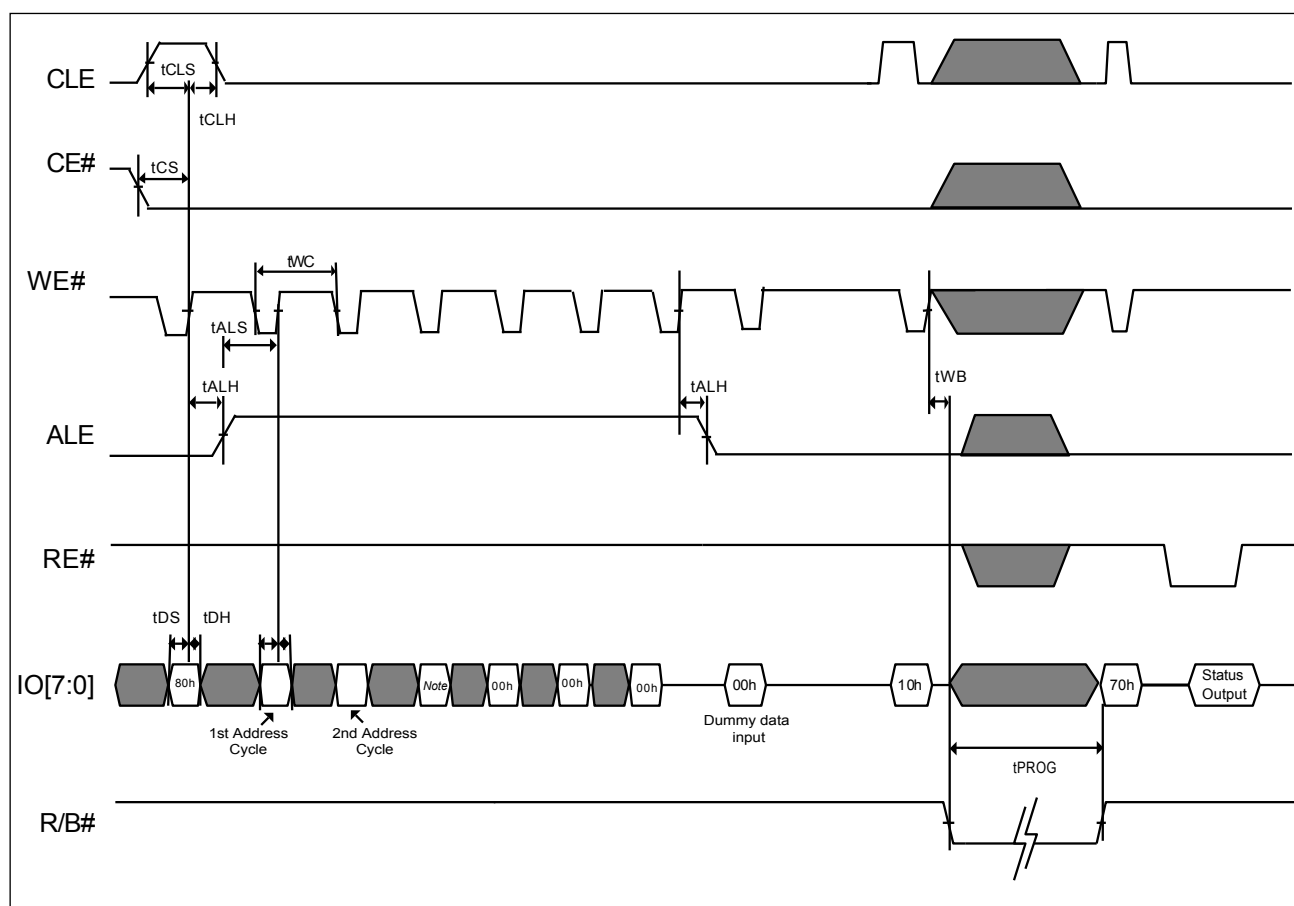 CLE
tCLS
tCLH
CE#
tCS
WE#
tWC
tALS
tALH
tALH
tWB
ALE
RE#
tDS
tDH
IO[7:0]
80h
Note
00h
00h
00h
00h
10h
70h
Status
Output
1st Address
Cycle
2nd Address
Cycle
Dummy data
input
tPROG
R/B#